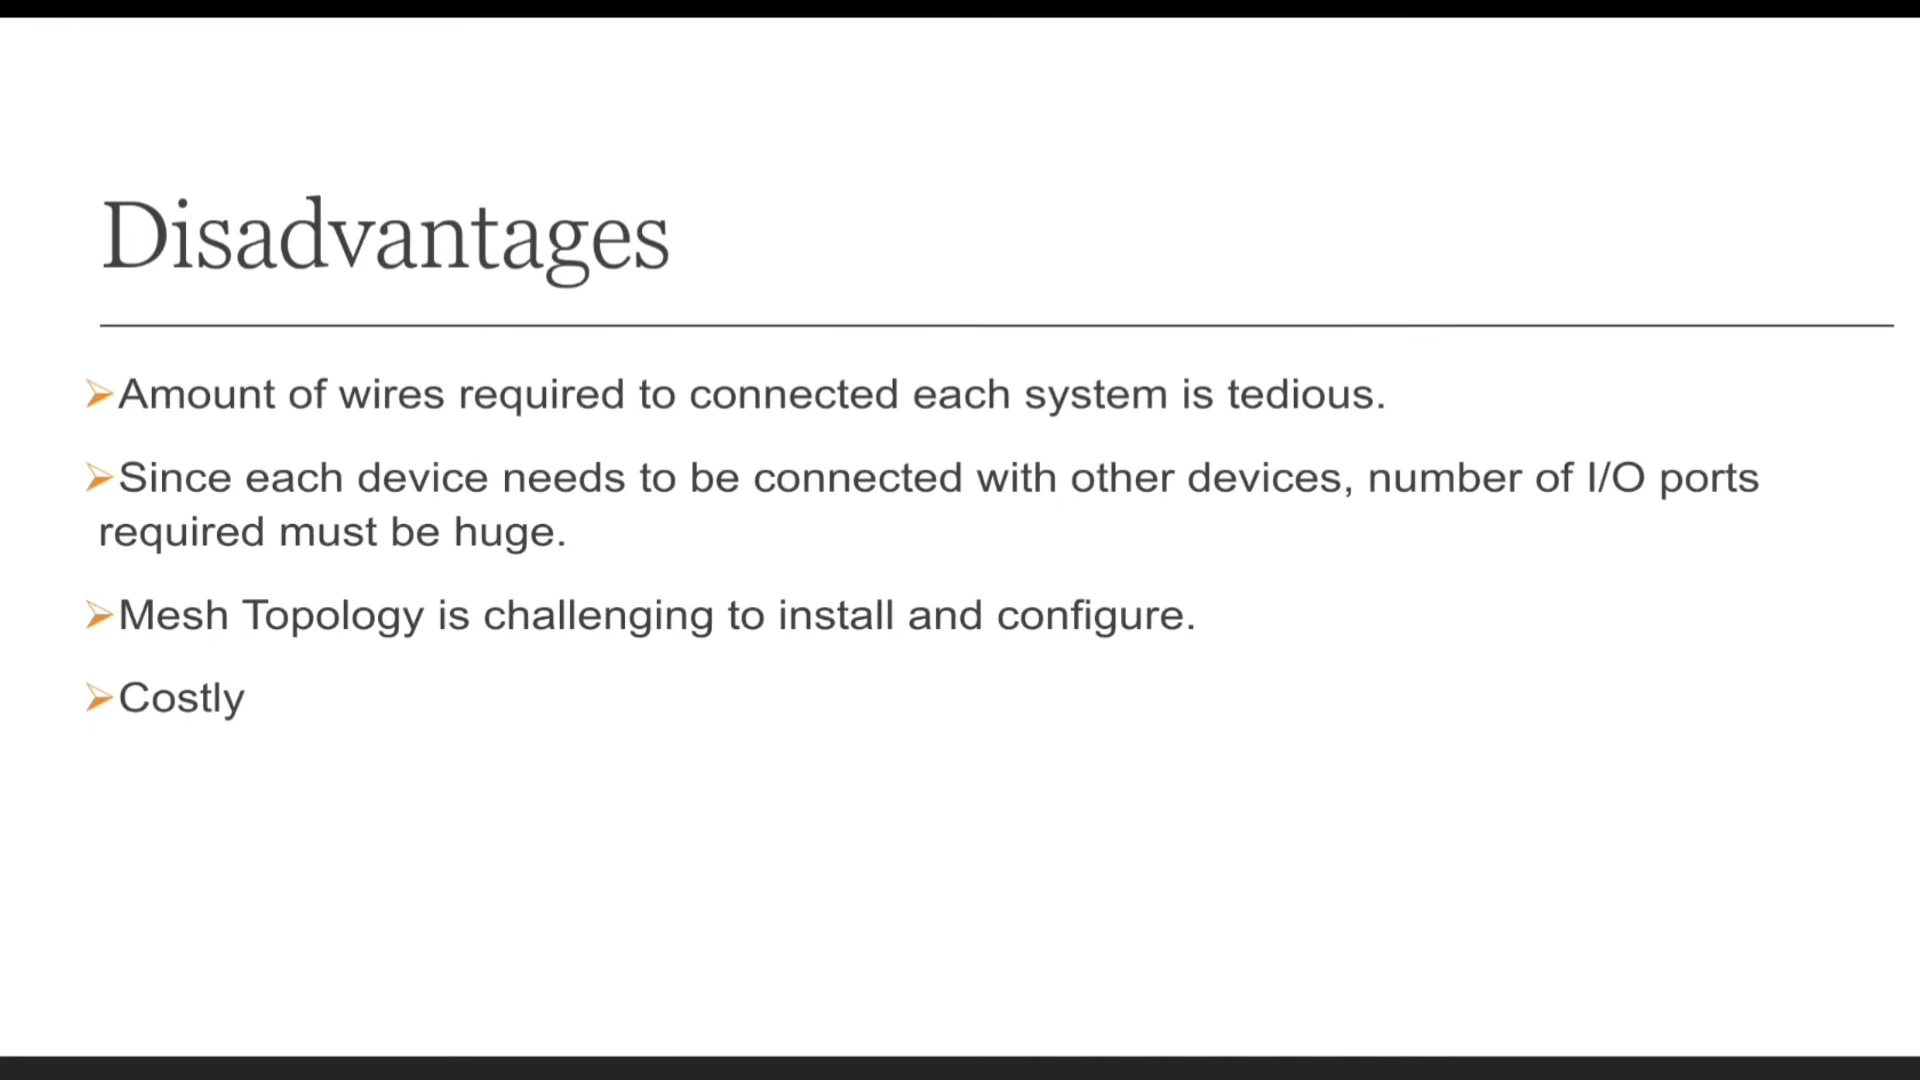 Disadvantages
➢Amount of wires required to connected each system is tedious.
➢Since each device needs to be connected with other devices, number of I/O ports
required must be huge.
➢Mesh Topology is challenging to install and configure.
➢Costly